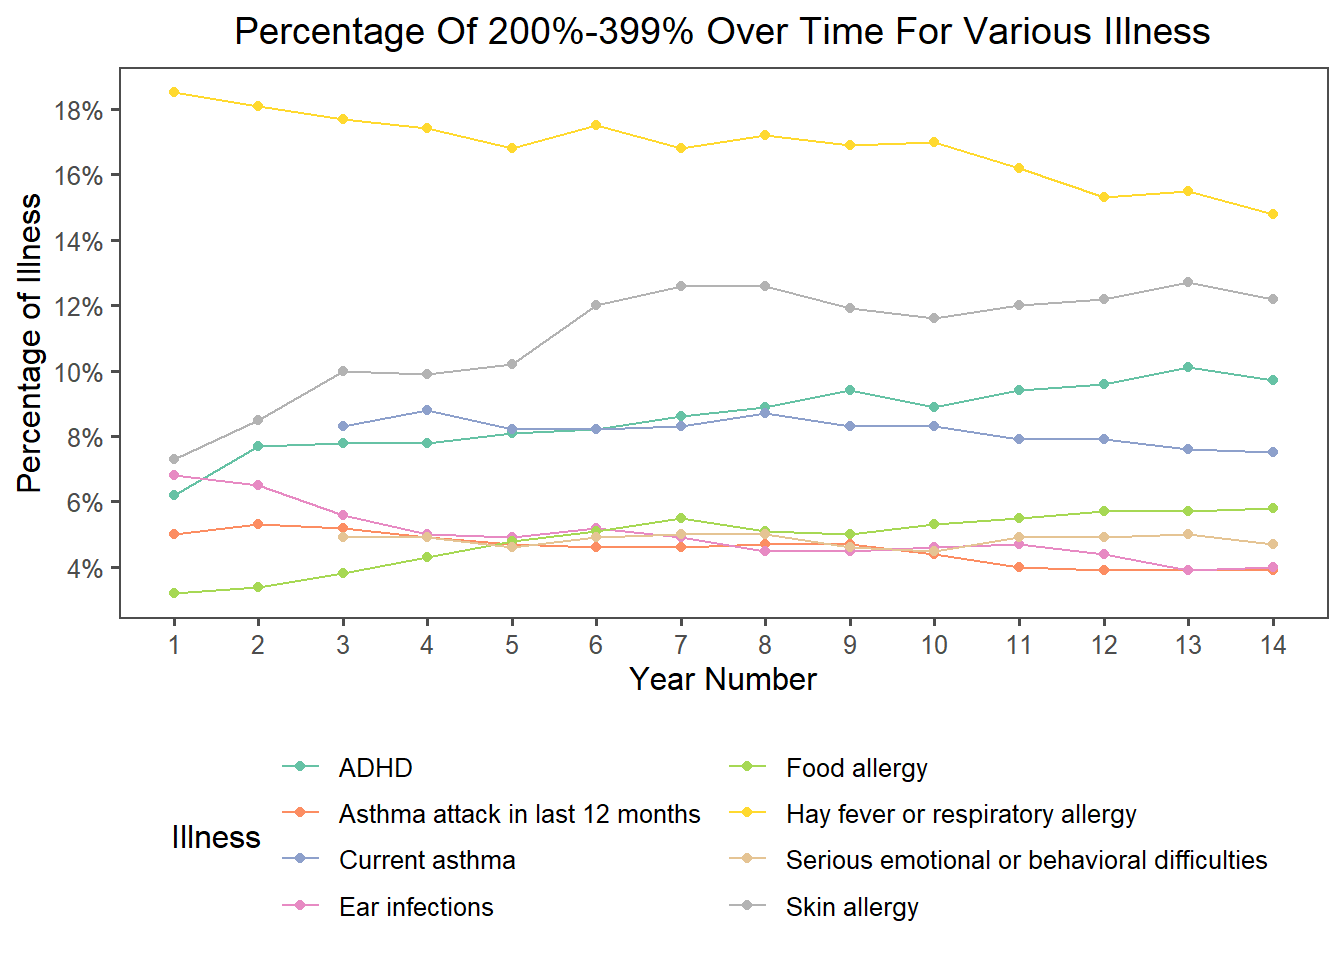 Percentage Of 200%-399% Over Time For Various Illness
Percentage of Illness
18%
16%
14%
12%
10%
8%
6%
4%
1 2 3 4 5 6 7 8 9 10 11 12 13 14
Year Number
Illness
ADHD
Asthma attack in last 12 months
Current asthma
Ear infections
Food allergy
Hay fever or respiratory allergy
Serious emotional or behavioral difficulties
Skin allergy